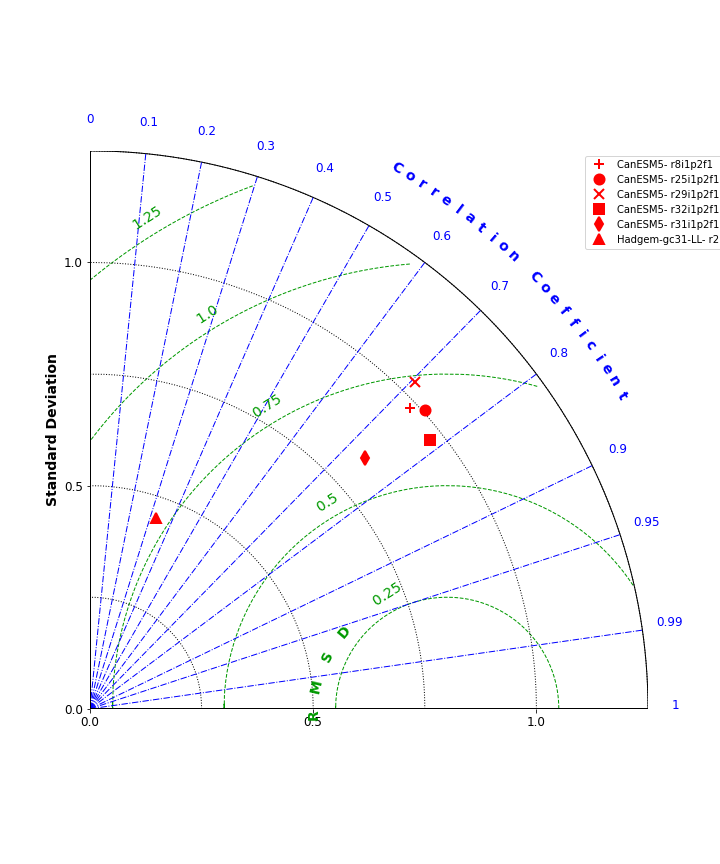 0
0.1
0.2
0.3
0.4
0.5
0.6
0.7
0.8
0.9
0.95
0.99
1
Correlation Coefficient
CanESM5- r8i1p2f1
CanESM5- r25i1p2f1
CanESM5- r29i1p2f1
CanESM5- r32i1p2f1
CanESM5- r31i1p2f1
Hadgem-gc31-LL- r2
1.25
1.0
0.75
0.5
0.25
RMSD
Standard Deviation
1.0
0.5
0.0
0.0
0.5
1.0